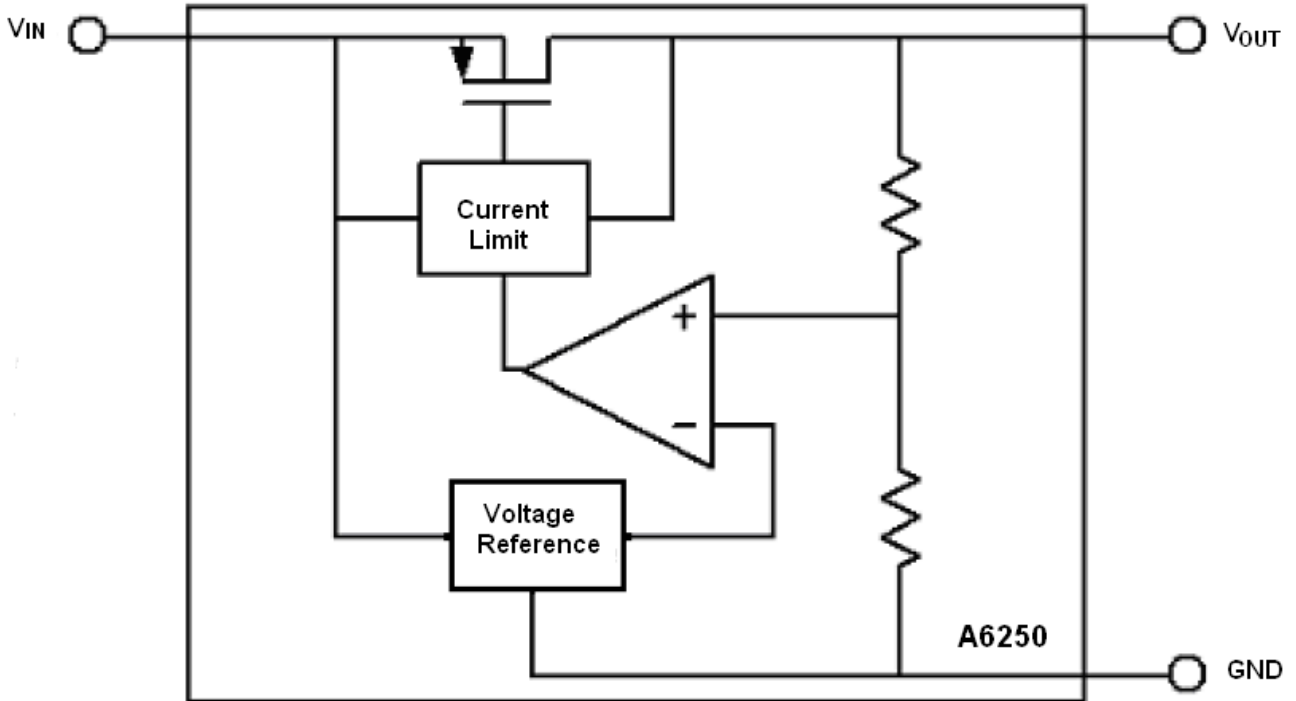 VIN
VOUT
Current
Limit
+
−
Voltage
Reference
A6250
GND